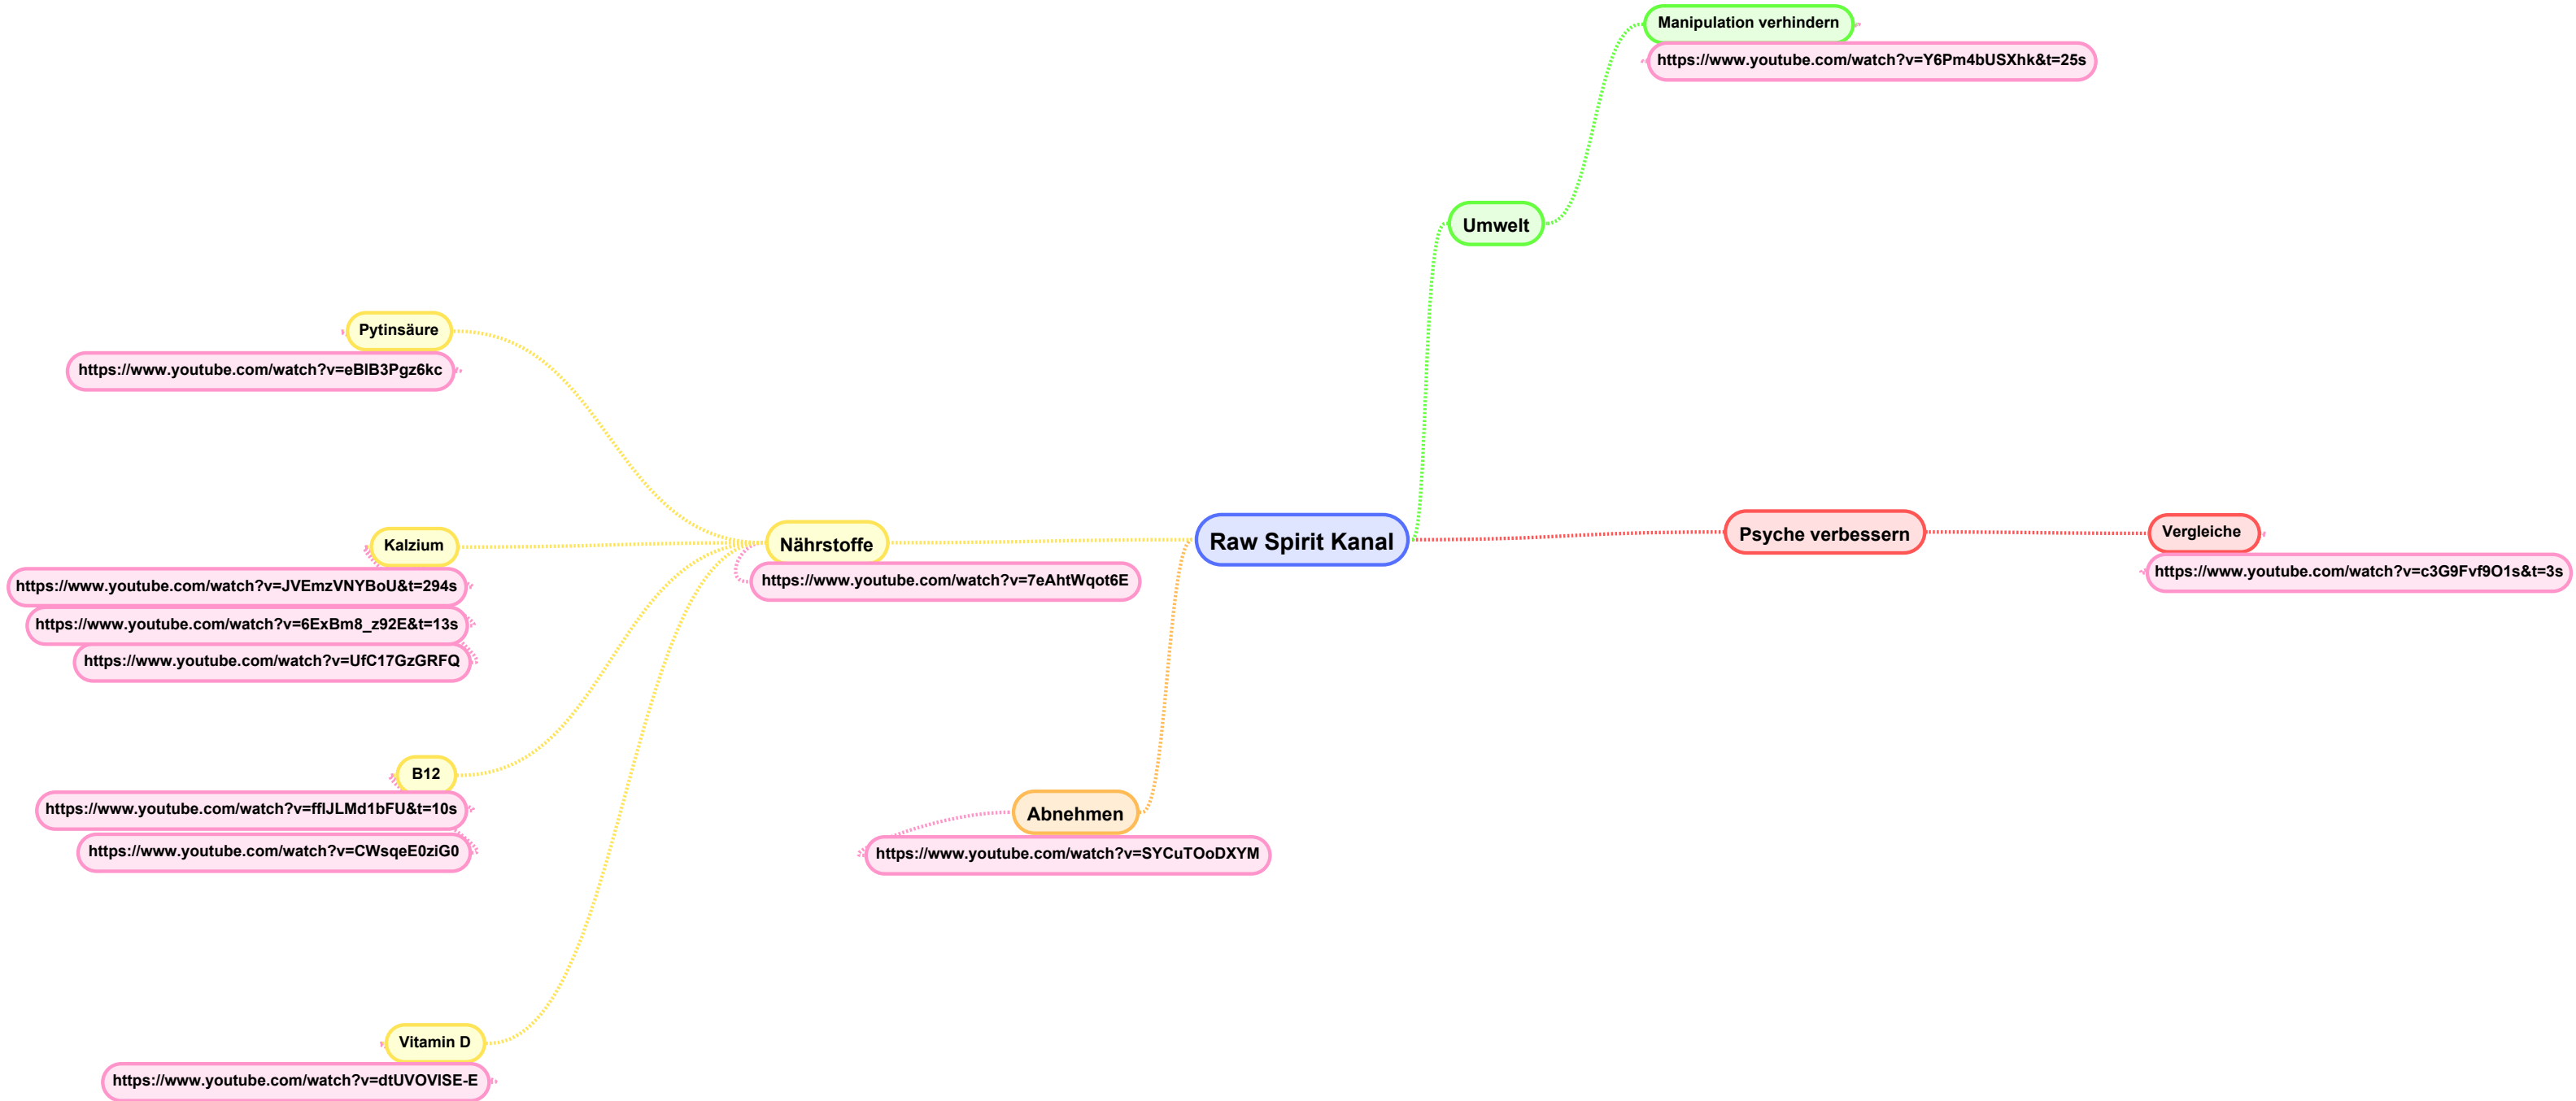 Manipulation verhindern
https://www.youtube.com/watch?v=Y6Pm4bUSXhk&t=25s
Umwelt
Pytinsäure
https://www.youtube.com/watch?v=eBIB3Pgz6kc
Raw Spirit Kanal
Nährstoffe
https://www.youtube.com/watch?v=7eAhtWqot6E
Psyche verbessern
Vergleiche
https://www.youtube.com/watch?v=c3G9Fvf9O1s&t=3s
Kalzium
https://www.youtube.com/watch?v=JVEmzVNYBoU&t=294s
https://www.youtube.com/watch?v=6ExBm8_z92E&t=13s
https://www.youtube.com/watch?v=UfC17GzGRFQ
B12
https://www.youtube.com/watch?v=fflJLMd1bFU&t=10s
https://www.youtube.com/watch?v=CWsqeE0ziG0
Abnehmen
https://www.youtube.com/watch?v=SYCuTOoDXYM
Vitamin D
https://www.youtube.com/watch?v=dtUVOVISE-E